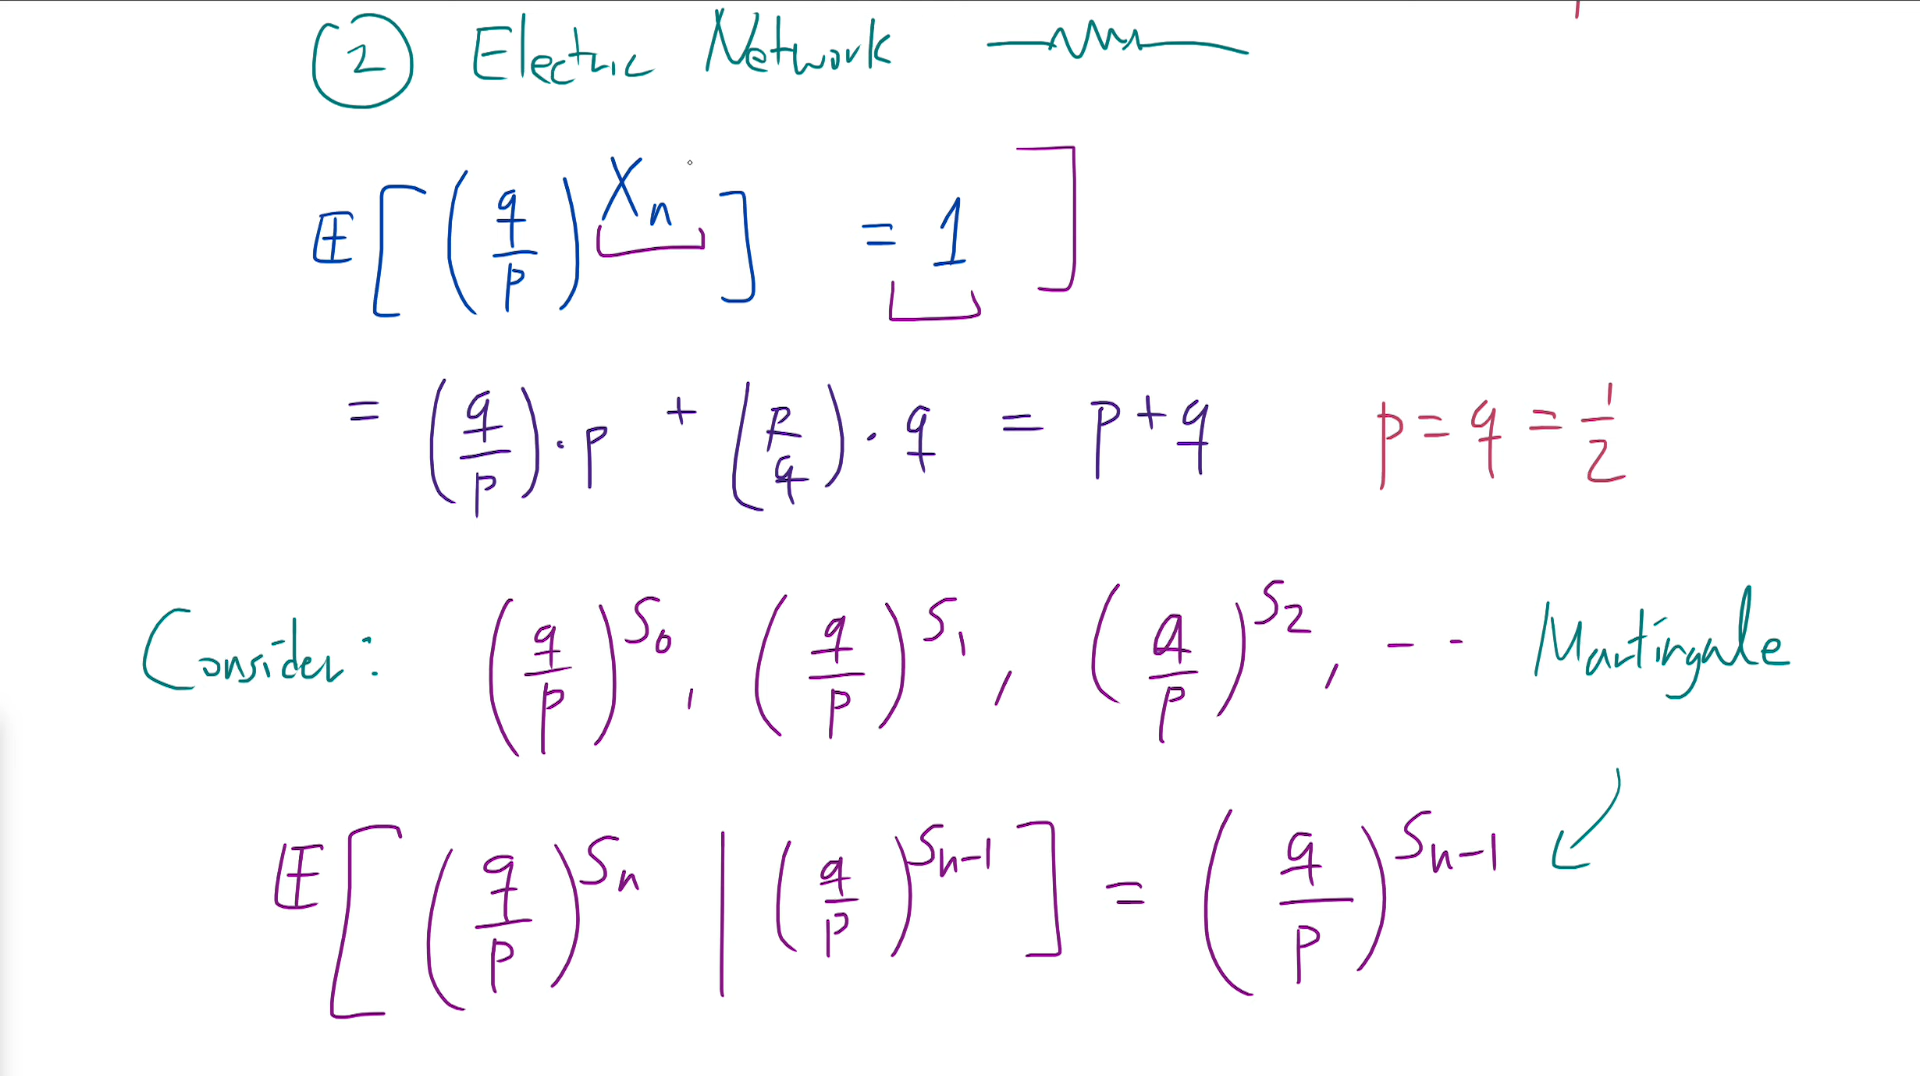 ② Electric Network
𝔼[(q/p)^{X_n}] = 1 ]
= (q/p)·p + (p/q)·q = p+q p = q = 1/2
Consider: (q/p)^{S_0}, (q/p)^{S_1}, (q/p)^{S_2}, - - Martingale
𝔼[(q/p)^{S_n} | (q/p)^{S_{n-1}}] = (q/p)^{S_{n-1}}